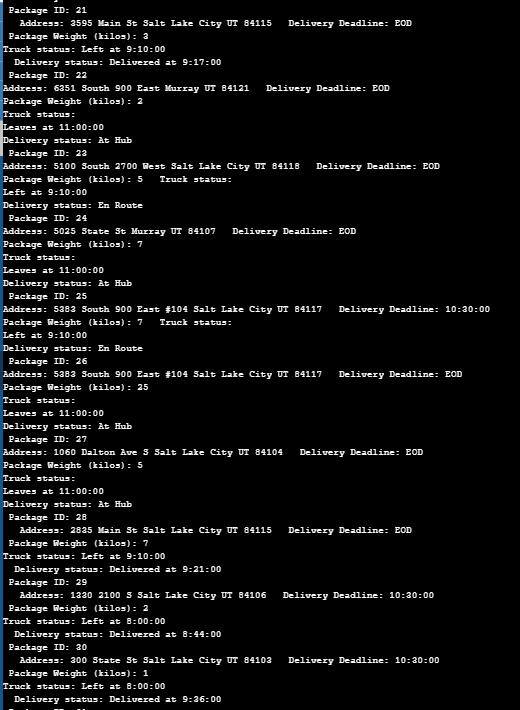 Package ID: 21
Address: 3595 Main St Salt Lake City UT 84115   Delivery Deadline: EOD
Package Weight (kilos): 3
Truck status: Left at 9:10:00
Delivery status: Delivered at 9:17:00
Package ID: 22
Address: 6351 South 900 East Murray UT 84121   Delivery Deadline: EOD
Package Weight (kilos): 2
Truck status:
Leaves at 11:00:00
Delivery status: At Hub
Package ID: 23
Address: 5100 South 2700 West Salt Lake City UT 84118   Delivery Deadline: EOD
Package Weight (kilos): 5   Truck status:
Left at 9:10:00
Delivery status: En Route
Package ID: 24
Address: 5025 State St Murray UT 84107   Delivery Deadline: EOD
Package Weight (kilos): 7
Truck status:
Leaves at 11:00:00
Delivery status: At Hub
Package ID: 25
Address: 5383 South 900 East #104 Salt Lake City UT 84117   Delivery Deadline: 10:30:00
Package Weight (kilos): 7   Truck status:
Left at 9:10:00
Delivery status: En Route
Package ID: 26
Address: 5383 South 900 East #104 Salt Lake City UT 84117   Delivery Deadline: EOD
Package Weight (kilos): 25
Truck status:
Leaves at 11:00:00
Delivery status: At Hub
Package ID: 27
Address: 1060 Dalton Ave S Salt Lake City UT 84104   Delivery Deadline: EOD
Package Weight (kilos): 5
Truck status:
Leaves at 11:00:00
Delivery status: At Hub
Package ID: 28
Address: 2835 Main St Salt Lake City UT 84115   Delivery Deadline: EOD
Package Weight (kilos): 7
Truck status: Left at 9:10:00
Delivery status: Delivered at 9:21:00
Package ID: 29
Address: 1330 2100 S Salt Lake City UT 84106   Delivery Deadline: 10:30:00
Package Weight (kilos): 2
Truck status: Left at 8:00:00
Delivery status: Delivered at 8:44:00
Package ID: 30
Address: 300 State St Salt Lake City UT 84103   Delivery Deadline: 10:30:00
Package Weight (kilos): 1
Truck status: Left at 8:00:00
Delivery status: Delivered at 9:36:00